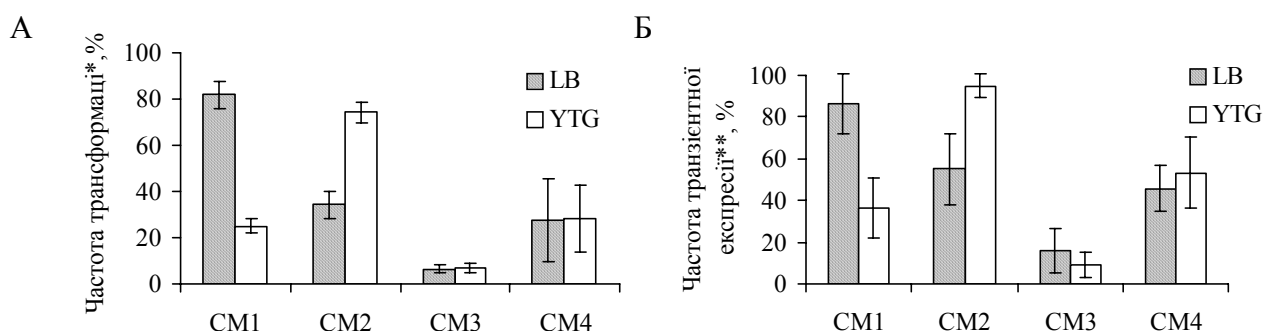 А
Частота трансформаці*,%
100
80
60
40
20
0
LB
YTG
CM1 CM2 CM3 CM4
Б
Частота транзієнтної
експресії**, %
100
80
60
40
20
0
LB
YTG
CM1 CM2 CM3 CM4